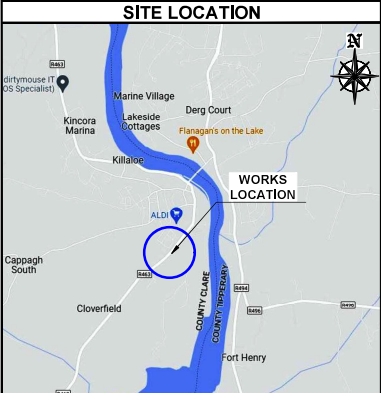 SITE LOCATION
R463
N
dirtymouse IT
OS Specialist)
Marine Village
Derg Court
Lakeside
Cottages
Kincora
Marina
Flanagan's on the Lake
Killaloe
WORKS
LOCATION
ALDI
Cappagh
South
R463
R494
COUNTY CLARE
COUNTY TIPPERARY
Cloverfield
R496
Fort Henry